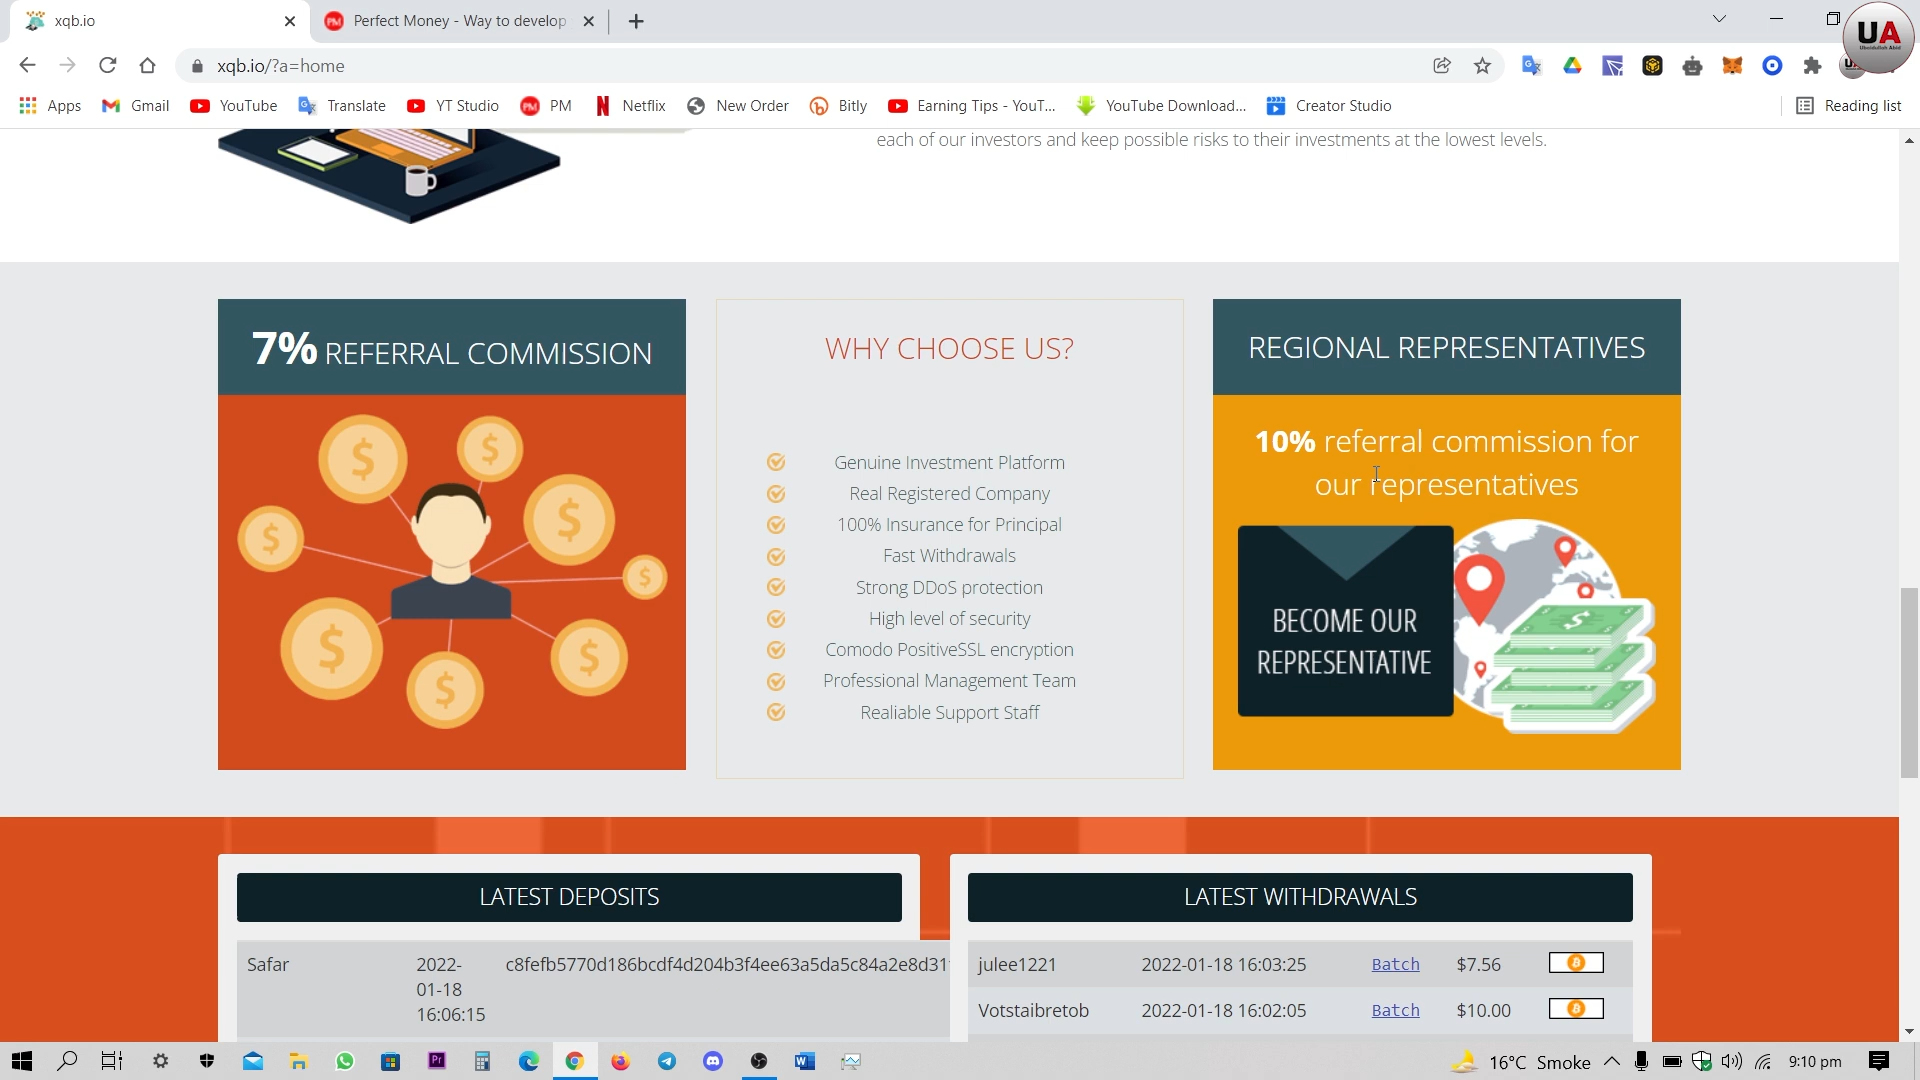 xqb.io
Perfect Money - Way to develop
UA
Ubaidullah Abid
xqb.io/?a=home
Apps
Gmail
YouTube
Translate
YT Studio
PM
Netflix
New Order
Bitly
Earning Tips - YouT...
YouTube Download...
Creator Studio
Reading list
each of our investors and keep possible risks to their investments at the lowest levels.
7% REFERRAL COMMISSION
WHY CHOOSE US?
Genuine Investment Platform
Real Registered Company
100% Insurance for Principal
Fast Withdrawals
Strong DDoS protection
High level of security
Comodo PositiveSSL encryption
Professional Management Team
Realiable Support Staff
REGIONAL REPRESENTATIVES
10% referral commission for
our representatives
BECOME OUR
REPRESENTATIVE
LATEST DEPOSITS
Safar
2022-
01-18
16:06:15
c8fefb5770d186bcdf4d204b3f4ee63a5da5c84a2e8d31
LATEST WITHDRAWALS
julee1221 2022-01-18 16:03:25 Batch $7.56
Votstaibretob 2022-01-18 16:02:05 Batch $10.00
16°C Smoke
9:10 pm